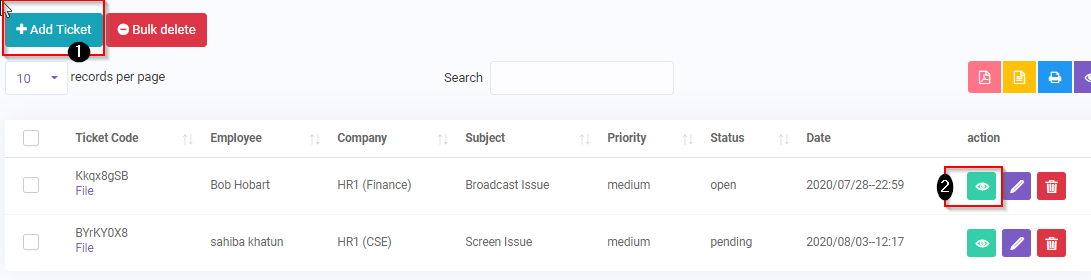 Add Ticket Bulk delete
1
10 records per page Search
Ticket Code Employee Company Subject Priority Status Date action
Kkqx8gSB
File Bob Hobart HR1 (Finance) Broadcast Issue medium open 2020/07/28--22:59 2
BYrKY0X8
File sahiba khatun HR1 (CSE) Screen Issue medium pending 2020/08/03--12:17